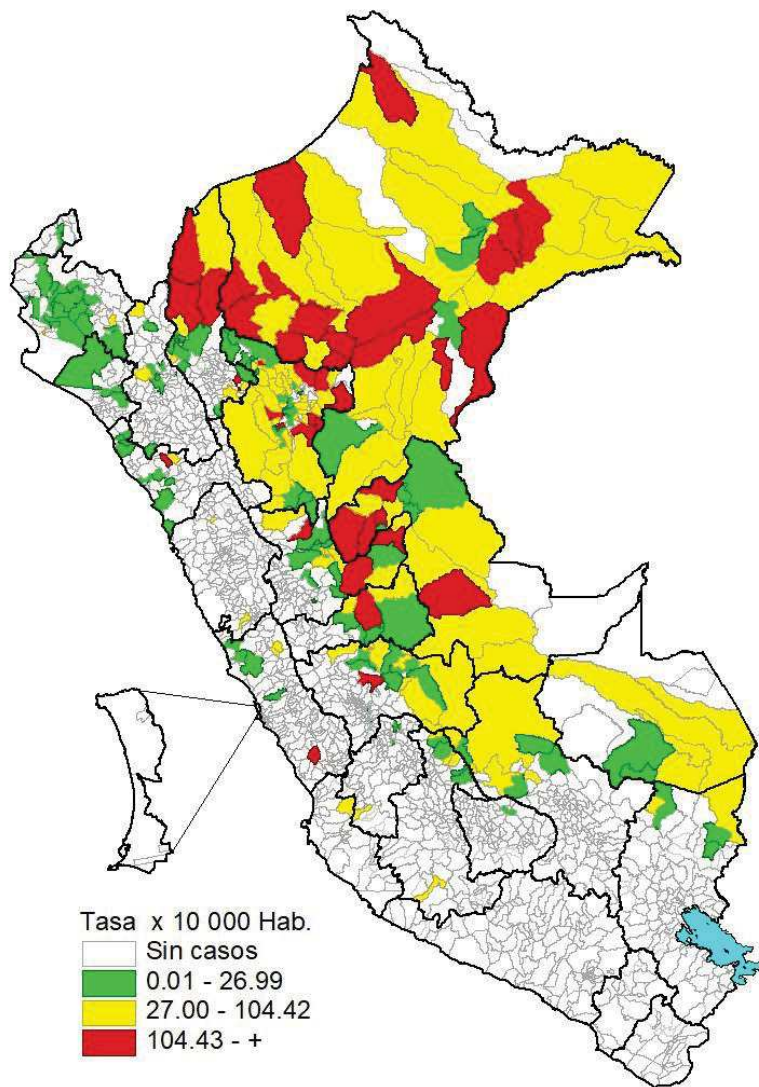 Tasa x 10 000 Hab.
Sin casos
0.01 - 26.99
27.00 - 104.42
104.43 - +